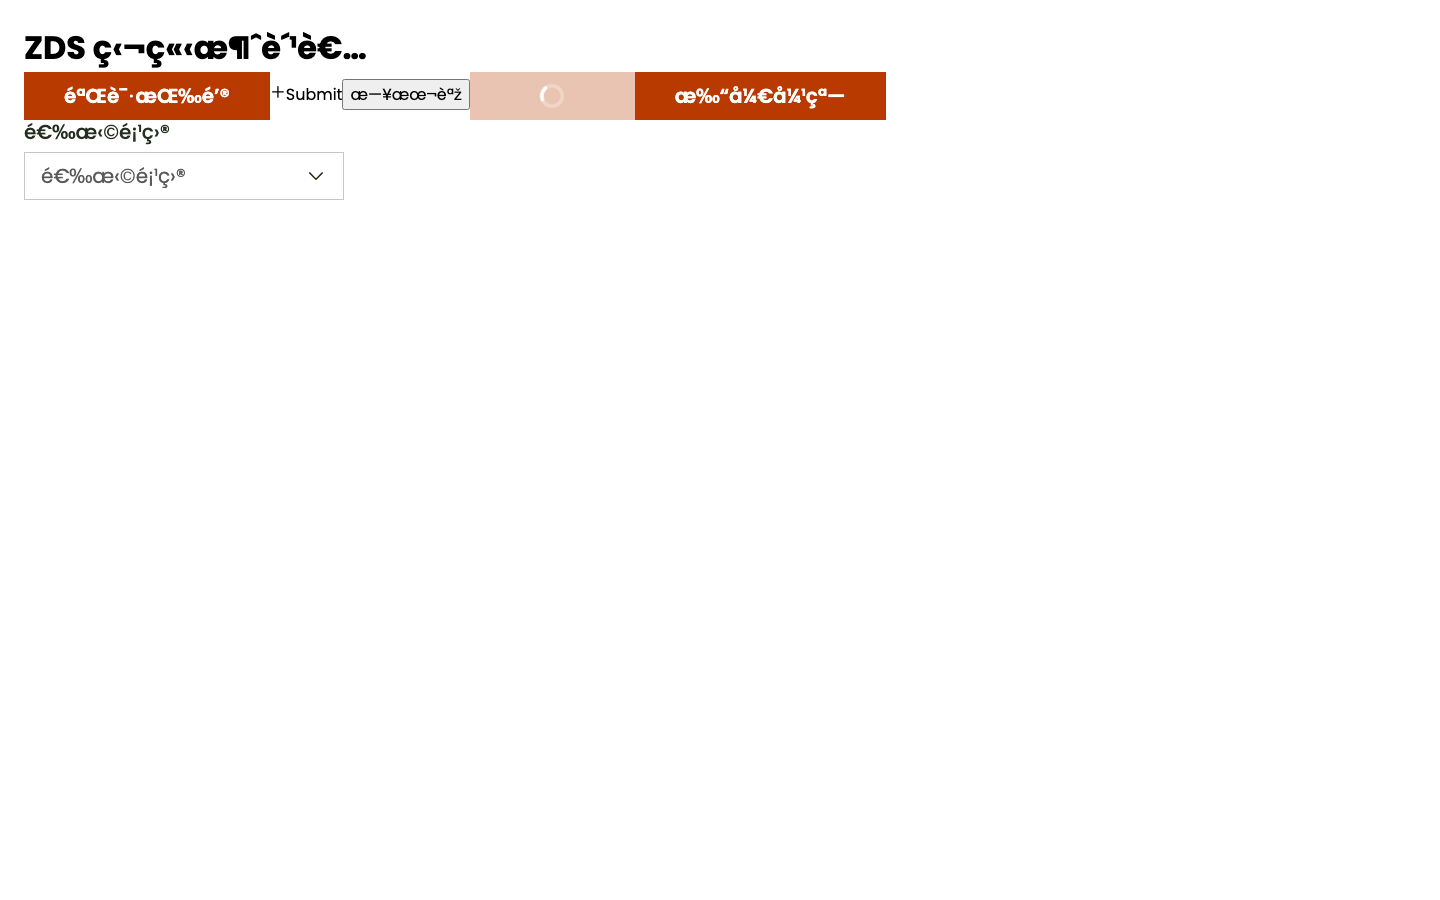 ZDS ç‹¬ç«‹æ¶ˆè´¹è€…
éªŒè¯·æŒ‰é’® Submit æ—¥æœ¬èªž æ‰“å¼€å¼¹çª—
é€‰æ‹©é¡¹ç›®
é€‰æ‹©é¡¹ç›®